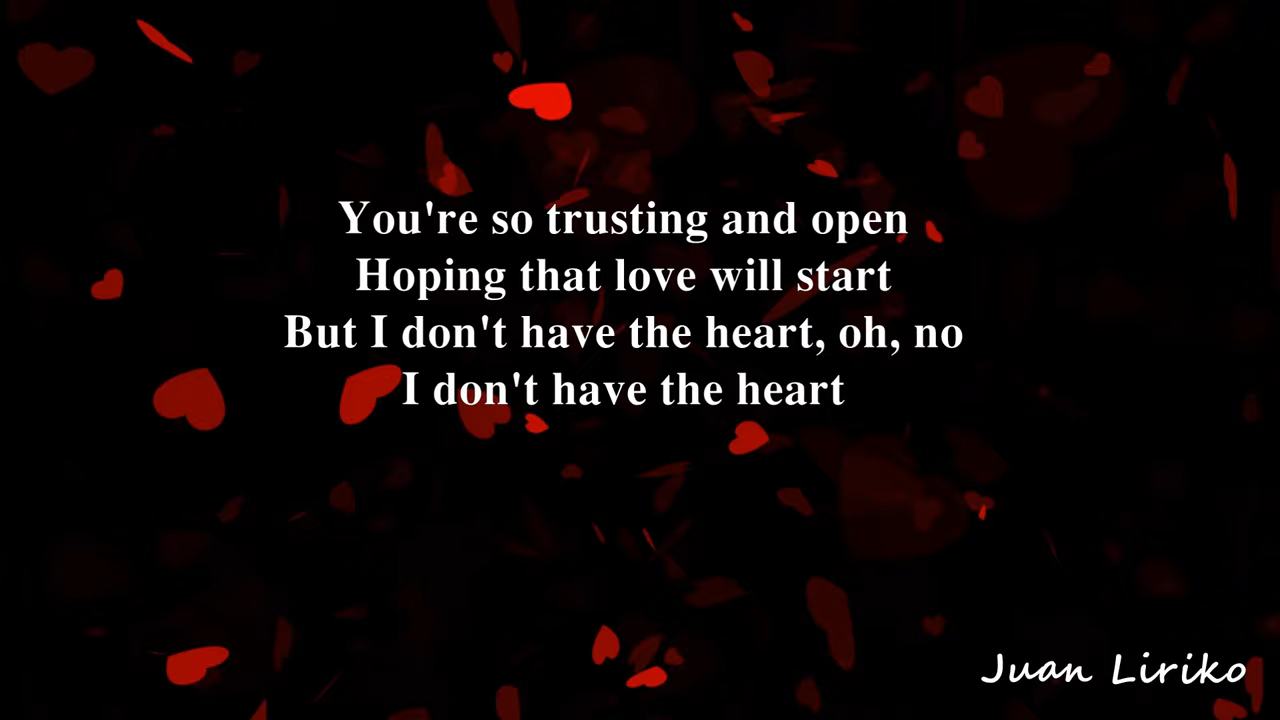 You're so trusting and open
Hoping that love will start
But I don't have the heart, oh, no
I don't have the heart
Juan Liriko